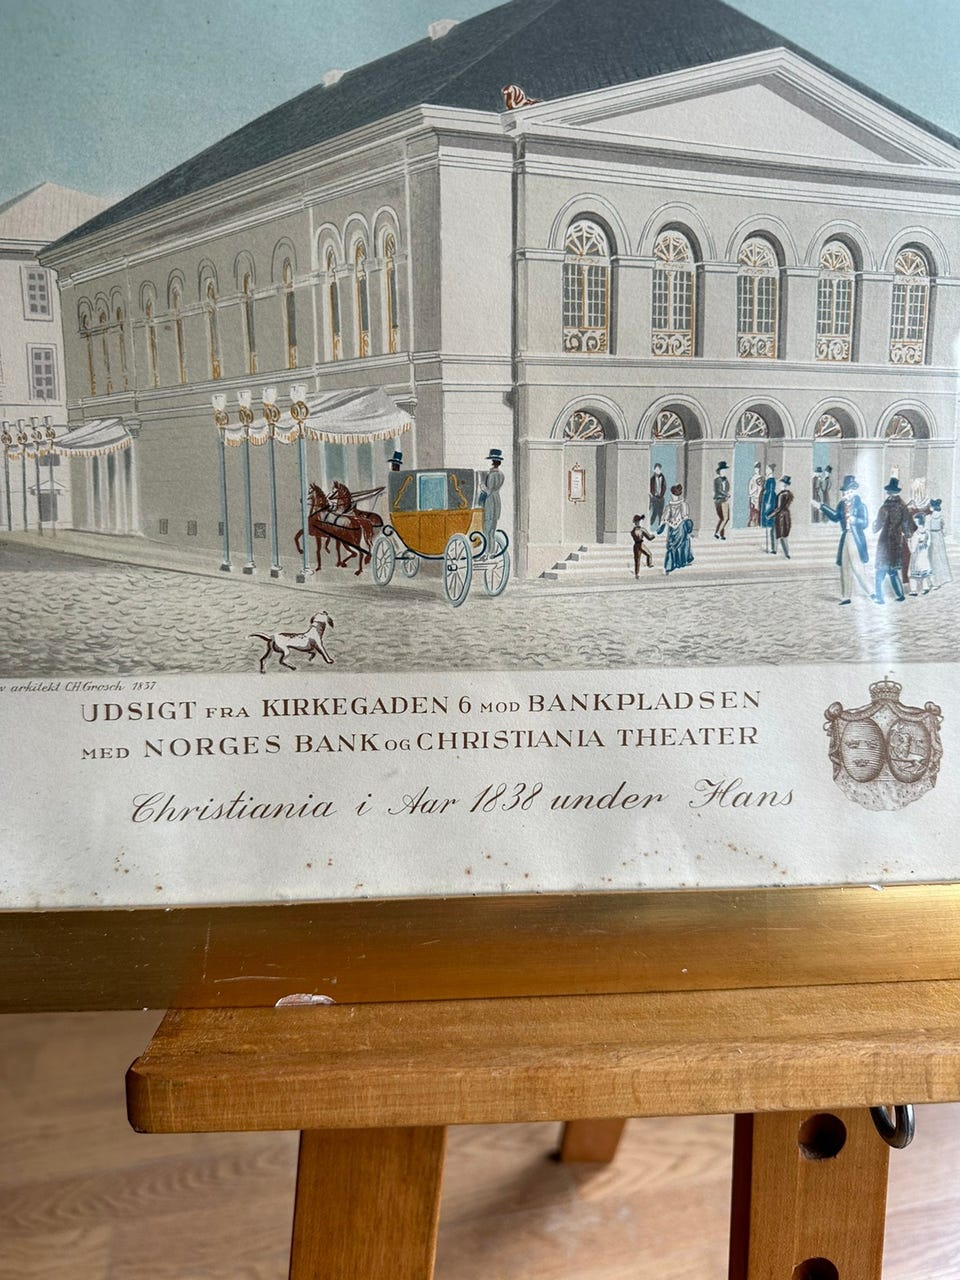 arkitekt CH.Grosch 1837
UDSIGT FRA KIRKEGADEN 6 MOD BANKPLADSEN
MED NORGES BANK OG CHRISTIANIA THEATER
Christiania i Aar 1838 under Hans